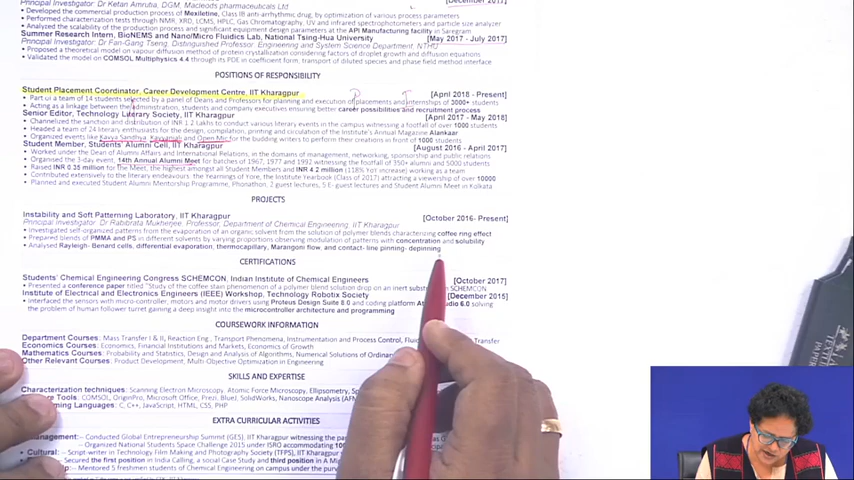 Principal Investigator: Dr Ketan Amrutia, DGM, Macleods pharmaceuticals Ltd
[December 2017]
• Developed the commercial production process of Mexiletine, Class IB anti-arrhythmic drug, by optimization of various process parameters
• Performed characterization tests through NMR, XRD, LCMS, HPLC, Gas Chromatography, UV and infrared spectrophotometers and particle size analyzer
• Analyzed the scalability of the production process and significant equipment design parameters at the API Manufacturing facility in Saregram
Summer Research Intern, BioNEMS and Nano/Micro Fluidics Lab, National Tsing-Hua University [May 2017 - July 2017]
Principal Investigator: Dr Fan-Gang Tseng, Distinguished Professor, Engineering and System Science Department, NTHU
• Proposed a theoretical model on vapour diffusion method of protein crystallization considering factors of droplet growth and diffusion equations
• Validated the model on COMSOL Multiphysics 4.4 through its PDE in coefficient form, transport of diluted species and phase field method interface
POSITIONS OF RESPONSIBILITY
Student Placement Coordinator, Career Development Centre, IIT Kharagpur [April 2018 - Present]
• Part of a team of 14 students selected by a panel of Deans and Professors for planning and execution of placements and internships of 3000+ students
• Acting as a linkage between the administration, students and company executives ensuring better career possibilities and recruitment process
Senior Editor, Technology Literary Society, IIT Kharagpur [April 2017 - May 2018]
• Channelized the sanction and distribution of INR 1.2 Lakhs to conduct various literary events in the campus witnessing a footfall of over 1000 students
• Headed a team of 24 literary enthusiasts for the design, compilation, printing and circulation of the Institute's Annual Magazine Alankar
• Organized events like Kavya Sandhya, Kavyanjali and Open Mic for the budding writers to perform their creations in front of 1000 students
Student Member, Students' Alumni Cell, IIT Kharagpur [August 2016 - April 2017]
• Worked under the Dean of Alumni Affairs and International Relations, in the domains of management, networking, sponsorship and public relations
• Organised the 3-day event, 14th Annual Alumni Meet for batches of 1967, 1977 and 1992 witnessing the footfall of 350+ alumni and 5000 students
• Raised INR 0.35 million for the Meet, the highest amongst all Student Members and INR 4.2 million (118% YoY increase) working as a team
• Contributed extensively to the literary endeavours, the Yearnings of Yore, the Institute Yearbook (2017) attracting a viewership of over 10000
• Planned and executed Student Alumni Mentorship Programme, Phonathon, 2 guest lectures, 5 E- guest lectures and Student Alumni Meet in Kolkata
PROJECTS
Instability and Soft Patterning Laboratory, IIT Kharagpur [October 2016- Present]
Principal Investigator: Dr Rabibrata Mukherjee, Professor, Department of Chemical Engineering, IIT Kharagpur
• Investigated self-organized patterns from the evaporation of an organic solvent from the solution of polymer blends characterizing coffee ring effect
• Prepared blends of PMMA and PS in different solvents by varying proportions observing modulation of patterns with concentration and solubility
• Analysed Rayleigh- Benard cells, differential evaporation, thermocapillary, Marangoni flow, and contact- line pinning- depinning
CERTIFICATIONS
Students' Chemical Engineering Congress SCHEMCON, Indian Institute of Chemical Engineers [October 2017]
• Presented a conference paper titled "Study of the coffee stain phenomenon of a polymer blend solution drop on an inert SCHEMCON
Institute of Electrical and Electronics Engineers (IEEE) Workshop, Technology Robotix Society [December 2015]
• Interfaced the sensors with micro-controller, motors and motor drivers using Proteus Design Suite 8.0 and coding platform 6.0 solving
the problem of human follower turret gaining a deep insight into the microcontroller architecture and programming
COURSEWORK INFORMATION
Department Courses: Mass Transfer I & II, Reaction Eng., Transport Phenomena, Instrumentation and Process Control, Transfer
Economics Courses: Economics, Financial Institutions and Markets, Economics of Growth
Mathematics Courses: Probability and Statistics, Design and Analysis of Algorithms, Numerical Solutions of
Other Relevant Courses: Product Development, Multi Objective Optimization in Engineering
SKILLS AND EXPERTISE
Characterization techniques: Scanning Electron Microscopy, Atomic Force Microscopy, Ellipsometry,
Tools: COMSOL, OriginPro, Microsoft Office, Prezi, BlueJ, SolidWorks, Nanoscope Analysis
Languages: C, C++, JavaScript, HTML, CSS, PHP
EXTRA CURRICULAR ACTIVITIES
:- Conducted Global Entrepreneurship Summit (GES), IIT Kharagpur witnessing the
:- Organized National Students Space Challenge 2015 under ISRO accommodating
• Cultural: :- Script-writer in Technology Film Making and Photography Society (TFPS), IIT Kharagpur
:- Secured the first position in India Calling, a social Case Study and third position in
:- Mentored 5 freshmen students of Chemical Engineering on campus under the